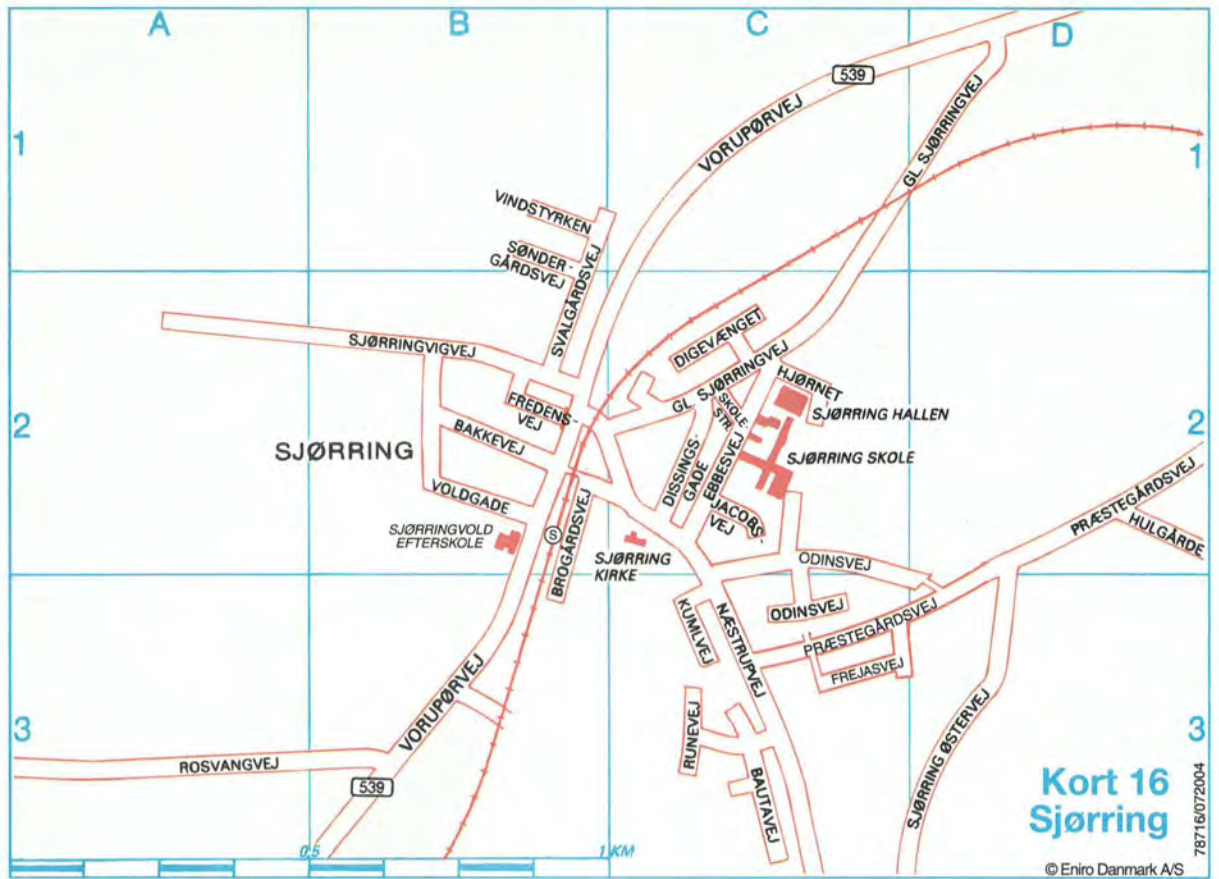 A
B
C
D
539
VORUPØRVEJ
GL. SJØRRINGVEJ
1
1
VINDSTYRKEN
SØNDER-
GÅRDSVEJ
SVALGÅRDSVEJ
SJØRRINGVIGVEJ
DIGEVÆNGET
GL. SJØRRINGVEJ
HJØRNET
SKOLE-
STR.
SJØRRING HALLEN
FREDENS-
VEJ
2
2
BAKKEVEJ
SJØRRING
SJØRRING SKOLE
DISSINGS-
GADE
EBBESVEJ
VOLDGADE
JACOBS-
VEJ
PRÆSTEGÅRDSVEJ
HULGÅRDE
SJØRRINGVOLD
EFTERSKOLE
S
BROGÅRDSVEJ
SJØRRING
KIRKE
ODINSVEJ
ODINSVEJ
KUMLVEJ
NÆSTRUPVEJ
PRÆSTEGÅRDSVEJ
FREJASVEJ
VORUPØRVEJ
RUNEVEJ
3
3
ROSVANGVEJ
BAUTAVEJ
SJØRRING ØSTERVEJ
539
Kort 16
Sjørring
78716/072004
0,5
1 KM
© Eniro Danmark A/S